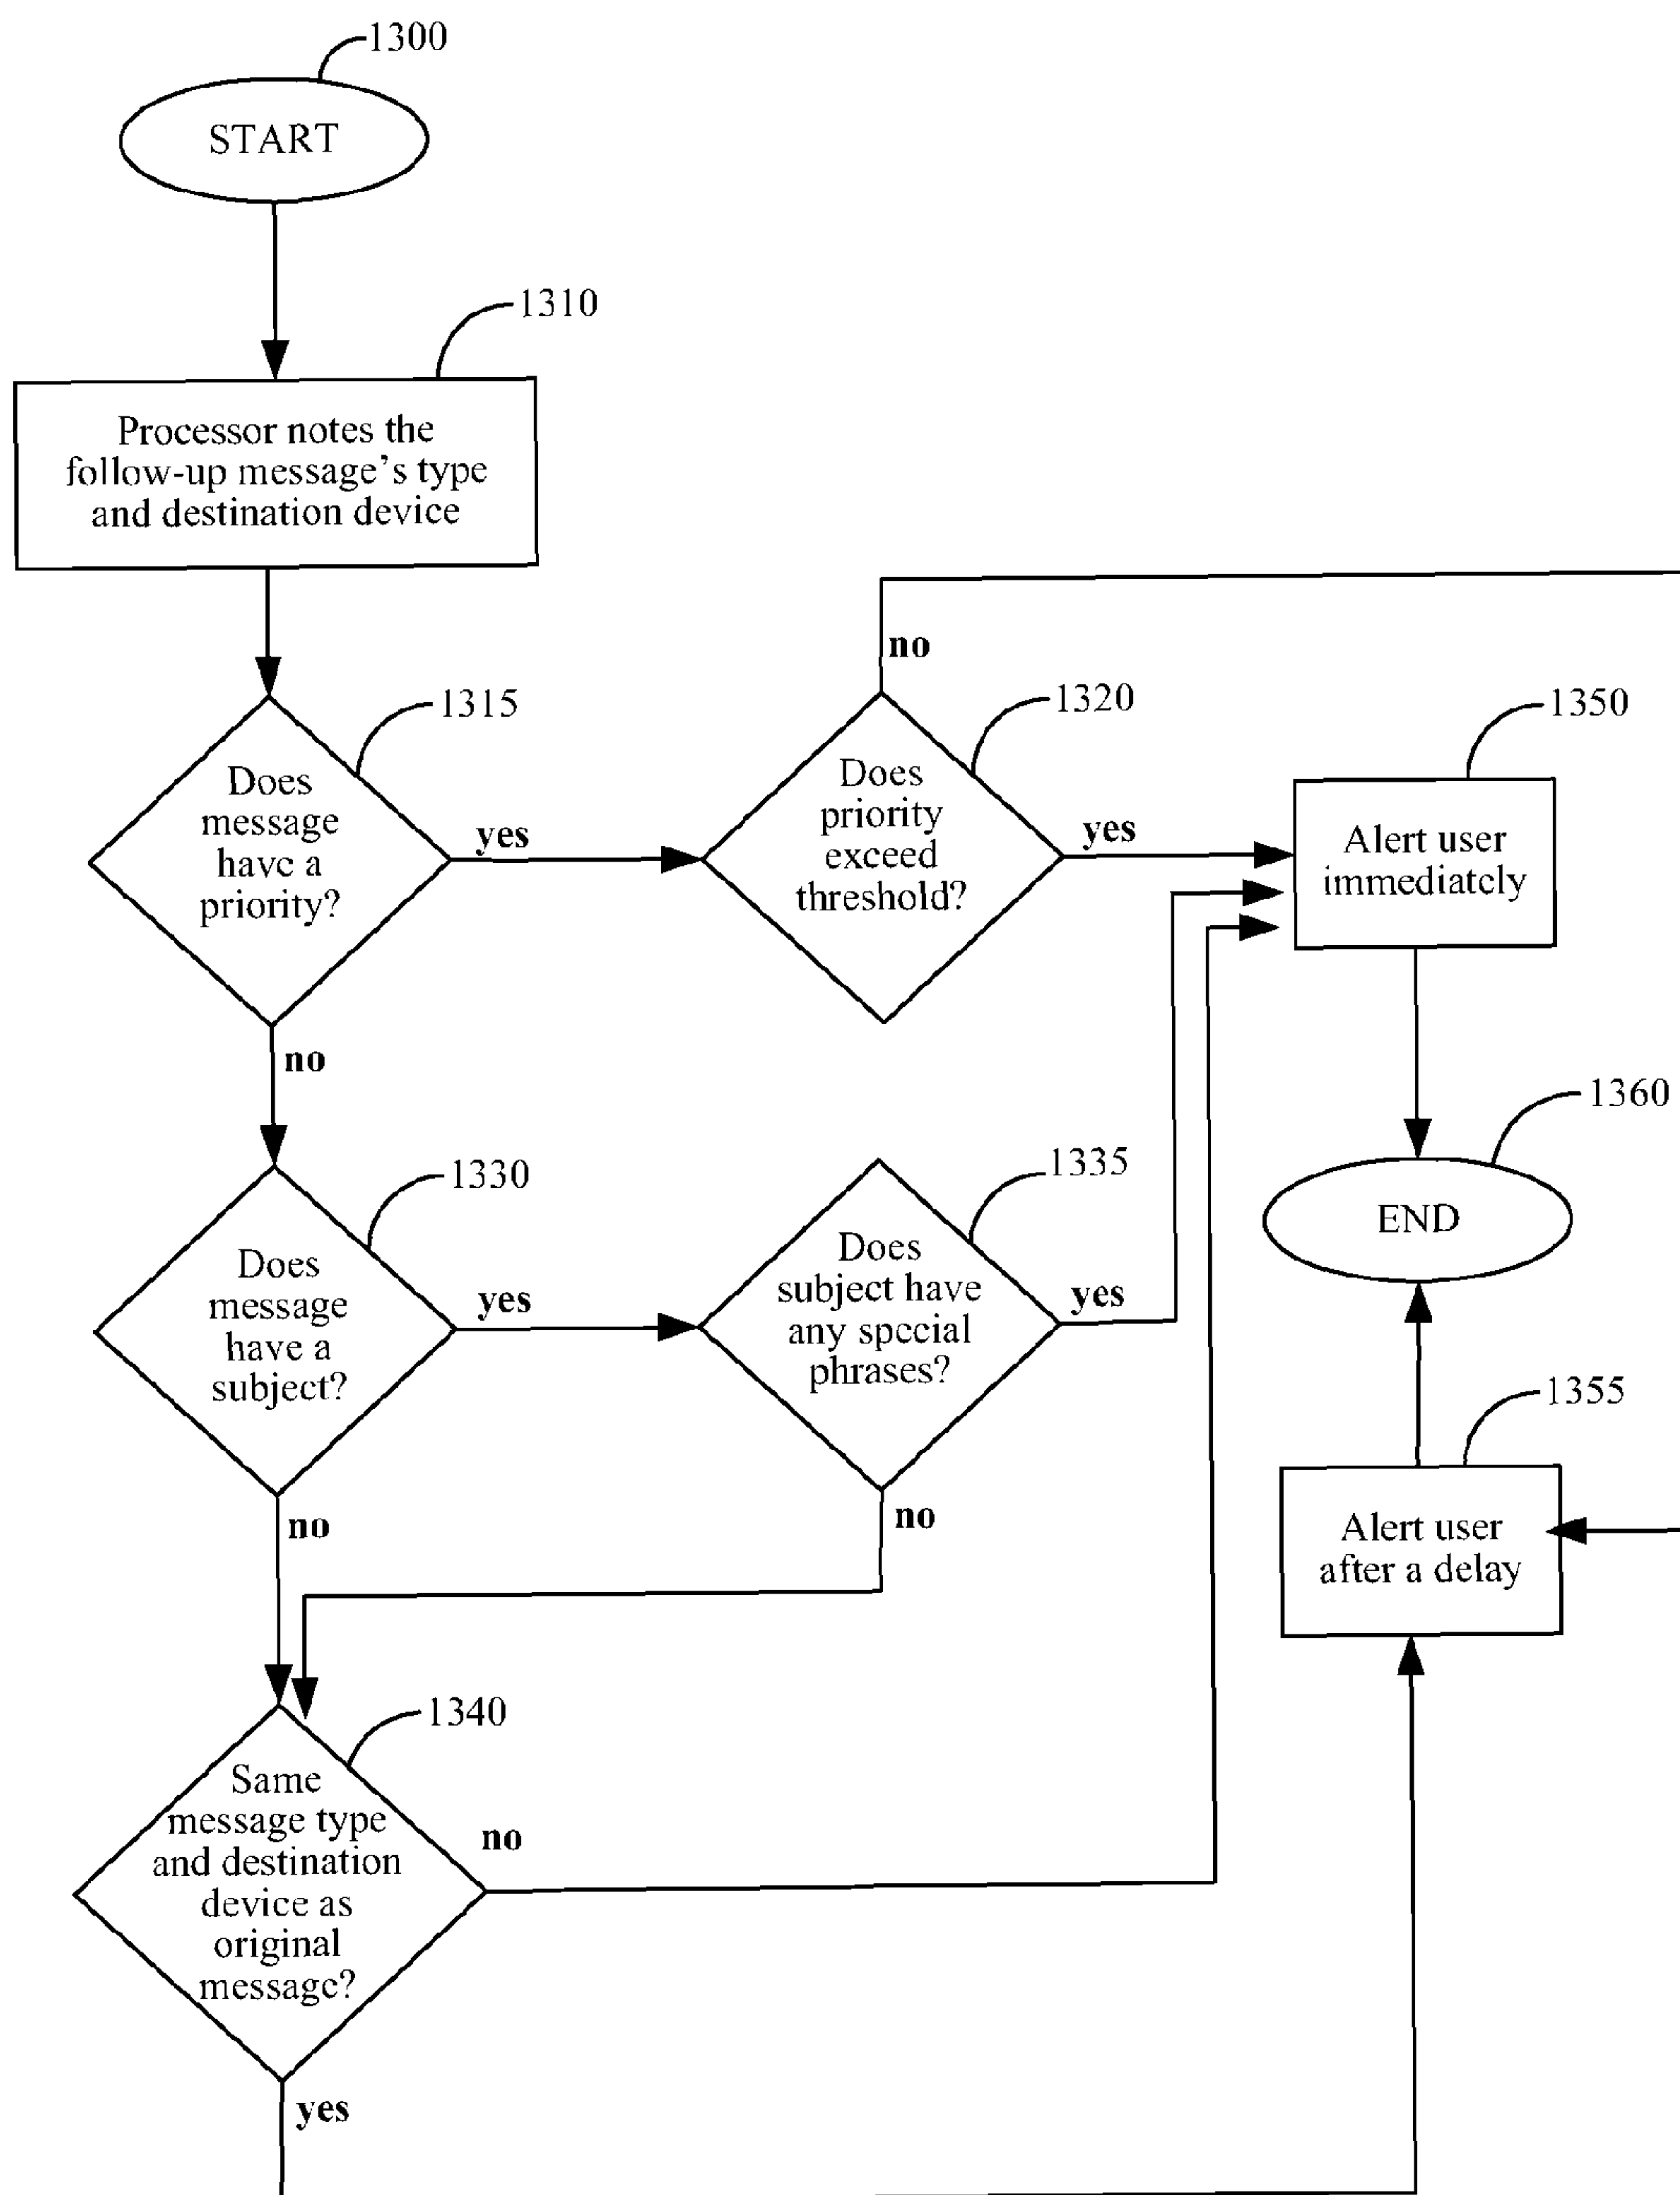 1300
START
1310
Processor notes the
follow-up message's type
and destination device
1315
Does
message
have a
priority?
yes
no
1320
Does
priority
exceed
threshold?
no
yes
1350
Alert user
immediately
1330
Does
message
have a
subject?
yes
no
1335
Does
subject have
any special
phrases?
yes
no
1360
END
1355
Alert user
after a delay
1340
Same
message type
and destination
device as
original
message?
no
yes